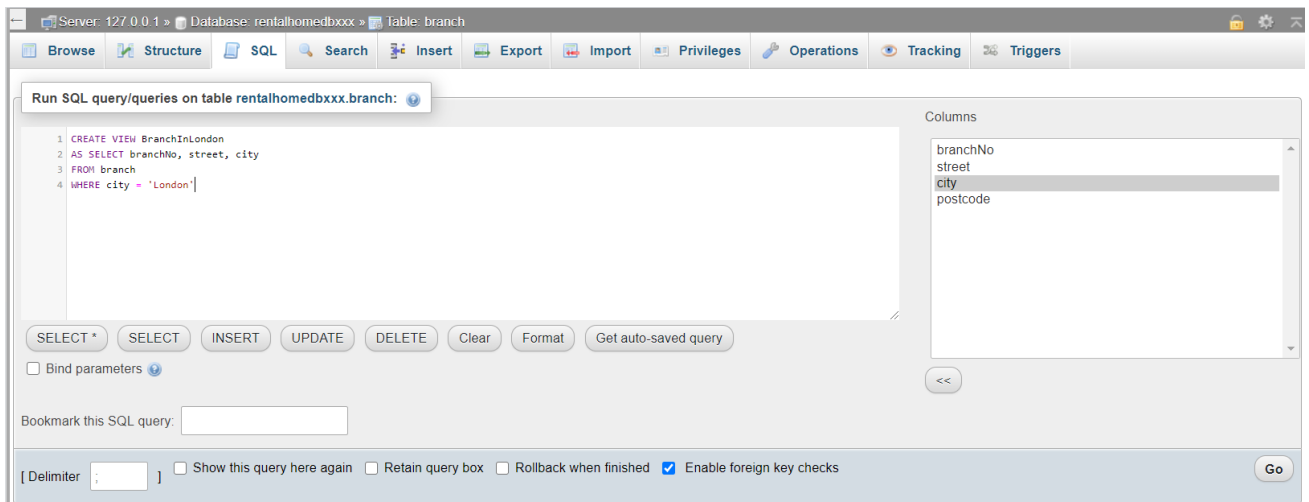 Server: 127.0.0.1 » Database: rentalhomedbxxx » Table: branch
Browse Structure SQL Search Insert Export Import Privileges Operations Tracking Triggers
Run SQL query/queries on table rentalhomedbxxx.branch:
Columns
1 CREATE VIEW BranchInLondon
2 AS SELECT branchNo, street, city
3 FROM branch
4 WHERE city = 'London'
branchNo
street
city
postcode
SELECT * SELECT INSERT UPDATE DELETE Clear Format Get auto-saved query
Bind parameters
<<
Bookmark this SQL query:
[ Delimiter ; ] Show this query here again Retain query box Rollback when finished Enable foreign key checks Go